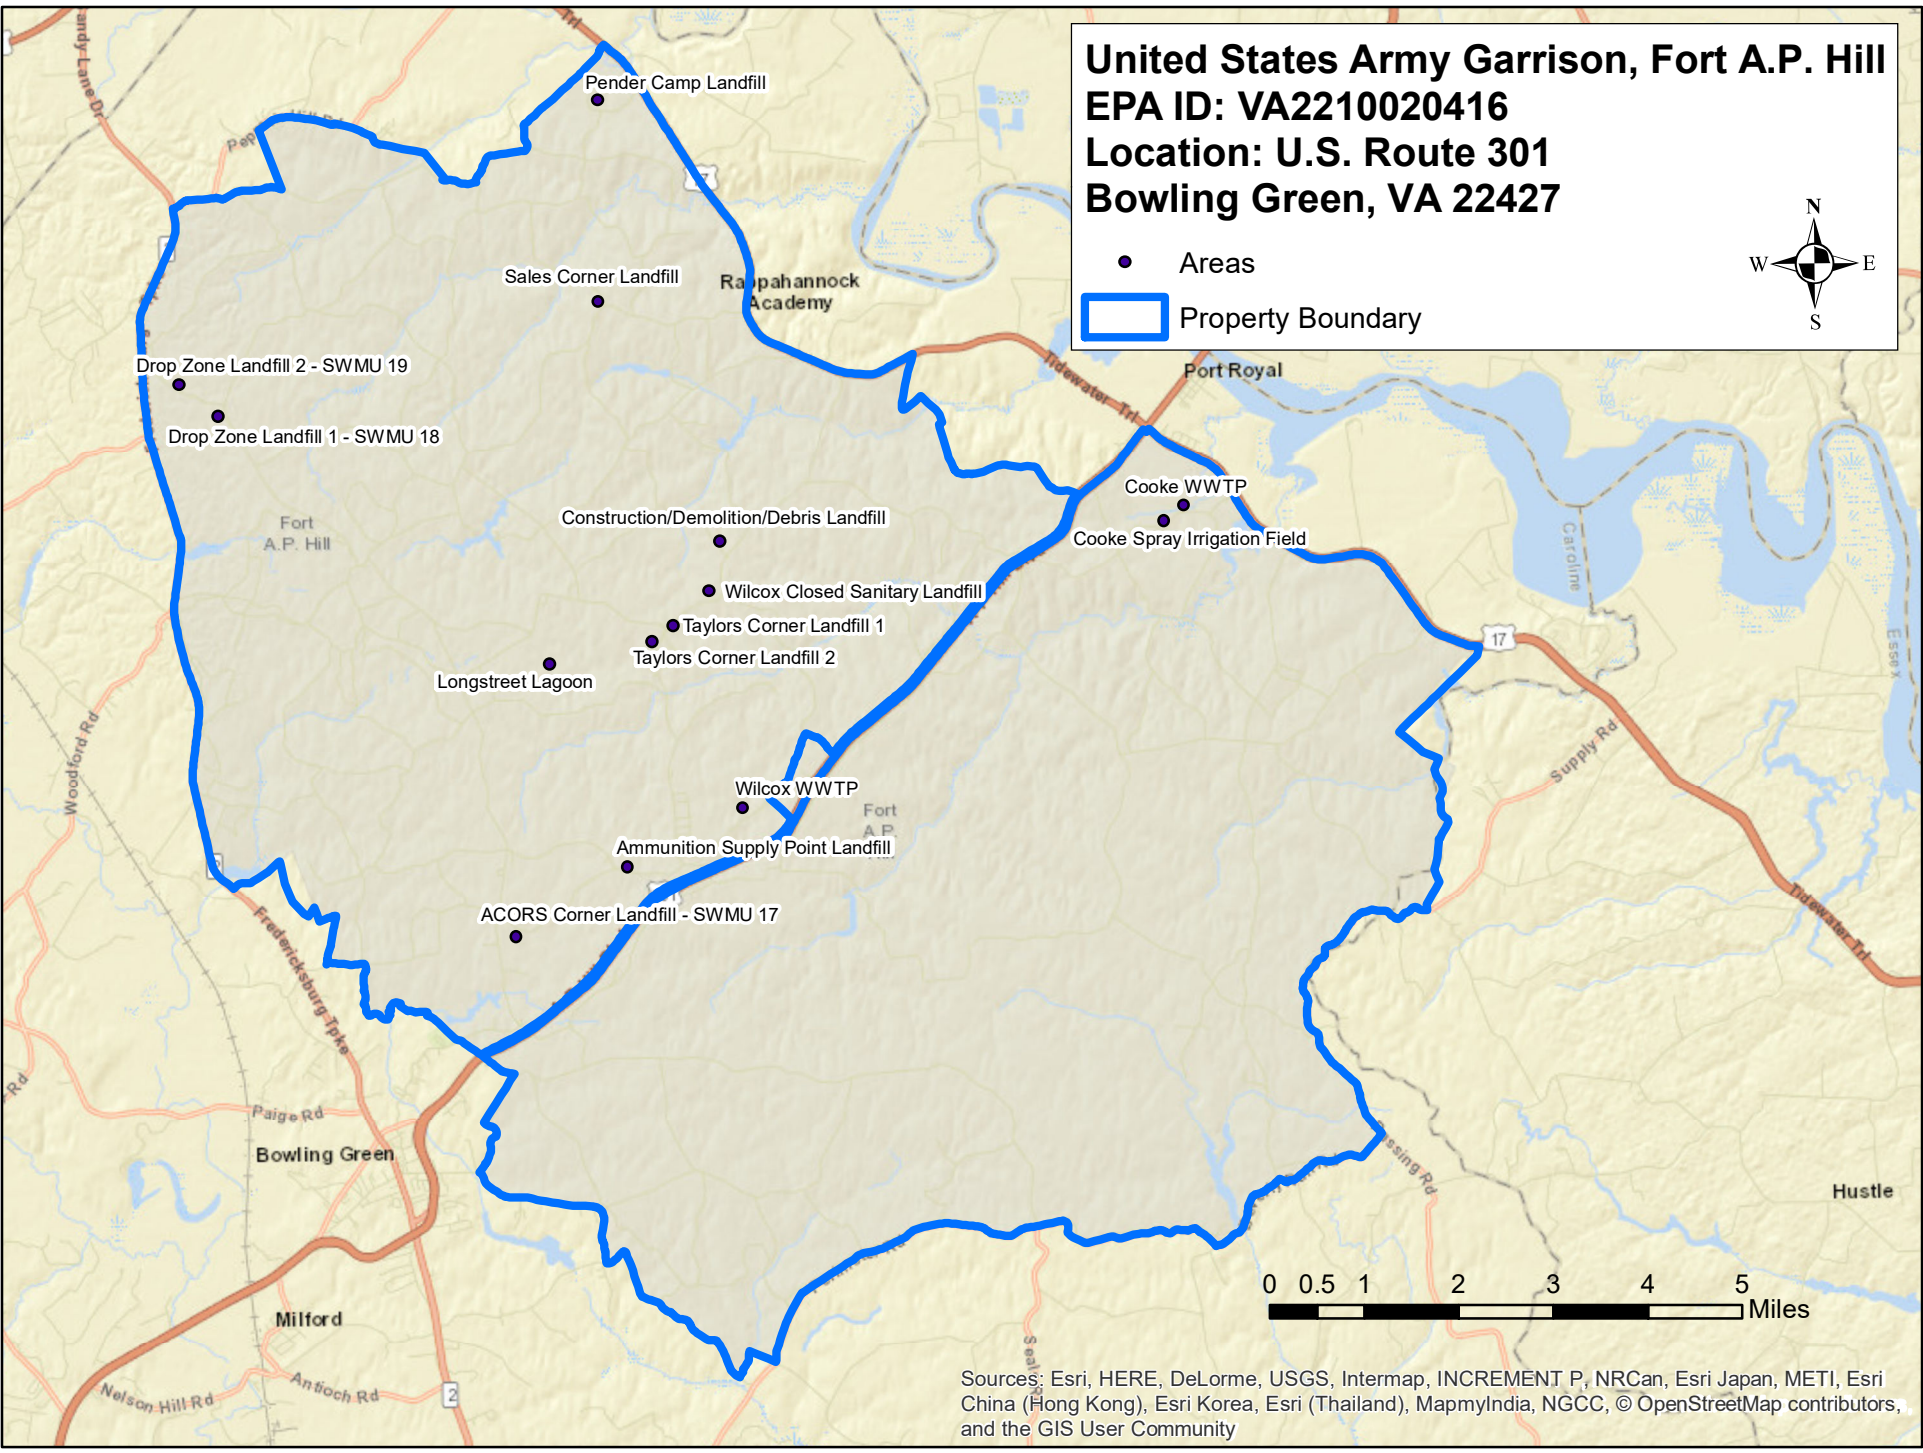 United States Army Garrison, Fort A.P. Hill
EPA ID: VA2210020416
Location: U.S. Route 301
Bowling Green, VA 22427
Areas
Property Boundary
N
W
E
S
Pender Camp Landfill
Sales Corner Landfill
Rappahannock
Academy
Drop Zone Landfill 2 - SWMU 19
Drop Zone Landfill 1 - SWMU 18
Port Royal
Tidewater Trl
Cooke WWTP
Cooke Spray Irrigation Field
Construction/Demolition/Debris Landfill
Fort
A.P. Hill
Wilcox Closed Sanitary Landfill
Taylors Corner Landfill 1
Taylors Corner Landfill 2
Longstreet Lagoon
Caroline
Essex
17
Supply Rd
Woodford Rd
Wilcox WWTP
Fort
A.P.
Ammunition Supply Point Landfill
ACORS Corner Landfill - SWMU 17
Tidewater Trl
Fredericksburg Tpke
Paige Rd
Bowling Green
Hustle
Milford
Nelson Hill Rd
Antioch Rd
2
Rd
Trl
0 0.5 1 2 3 4 5
Miles
Sources: Esri, HERE, DeLorme, USGS, Intermap, INCREMENT P, NRCan, Esri Japan, METI, Esri
China (Hong Kong), Esri Korea, Esri (Thailand), MapmyIndia, NGCC, © OpenStreetMap contributors,
and the GIS User Community